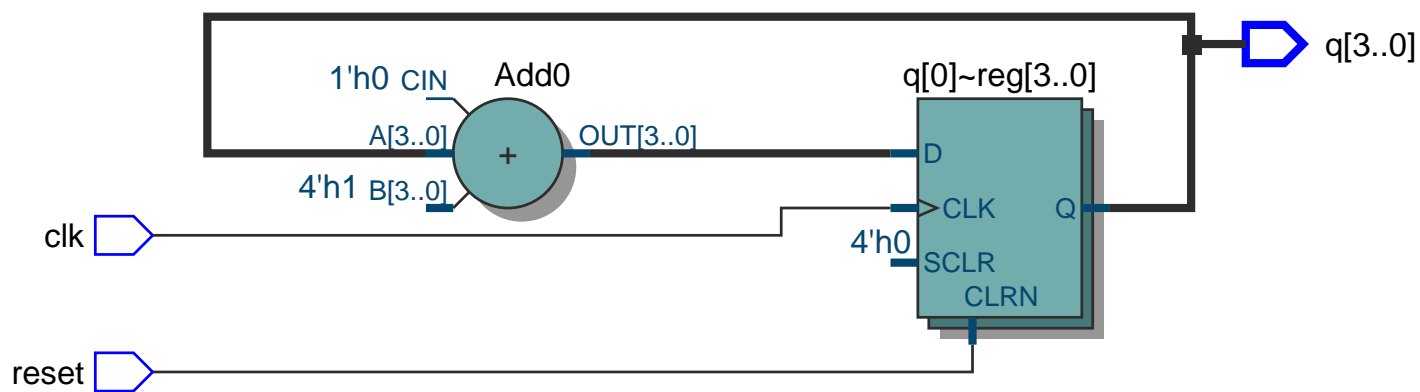 q[3..0]
Add0
q[0]~reg[3..0]
1'h0 CIN
A[3..0]
+
OUT[3..0]
D
4'h1 B[3..0]
CLK
Q
clk
4'h0
SCLR
CLRN
reset